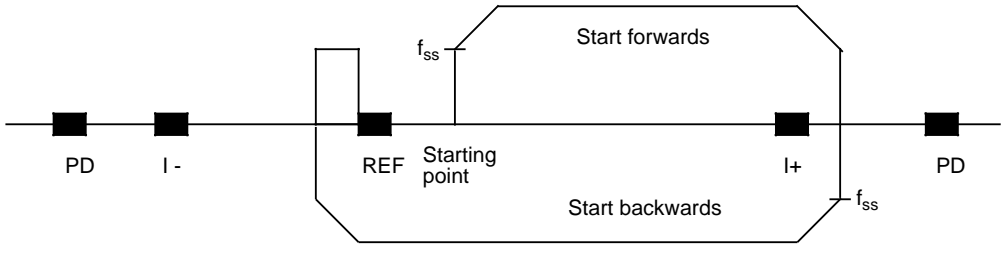 Start forwards
fss
PD
I -
REF
Starting
point
I+
PD
Start backwards
fss